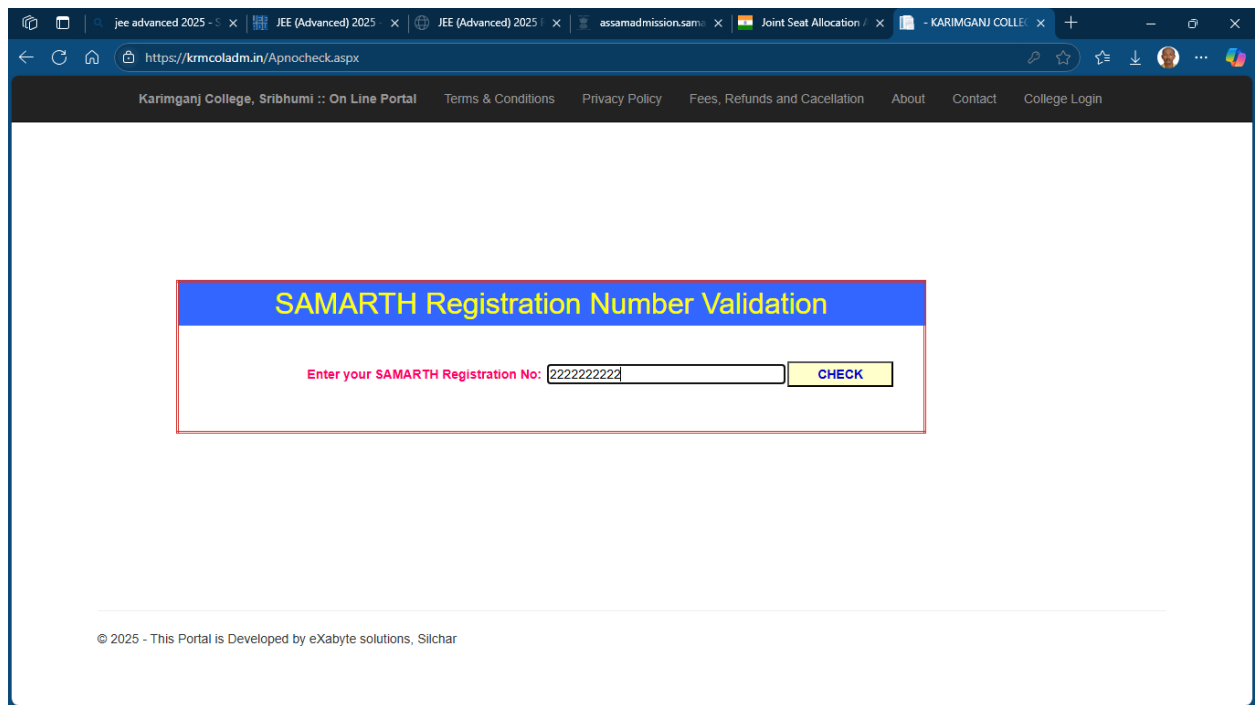 jee advanced 2025 - S
JEE (Advanced) 2025 -
JEE (Advanced) 2025 F
assamadmission.sama
Joint Seat Allocation A
- KARIMGANJ COLLEC
https://krmcoladm.in/Apnocheck.aspx
Karimganj College, Sribhumi :: On Line Portal Terms & Conditions Privacy Policy Fees, Refunds and Cacellation About Contact College Login
SAMARTH Registration Number Validation
Enter your SAMARTH Registration No: 2222222222 CHECK
© 2025 - This Portal is Developed by eXabyte solutions, Silchar